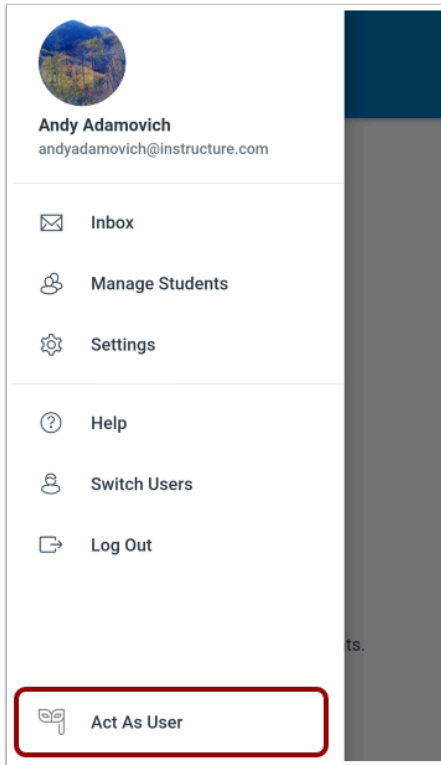 Andy Adamovich
andyadamovich@instructure.com
Inbox
Manage Students
Settings
Help
Switch Users
Log Out
ts.
Act As User